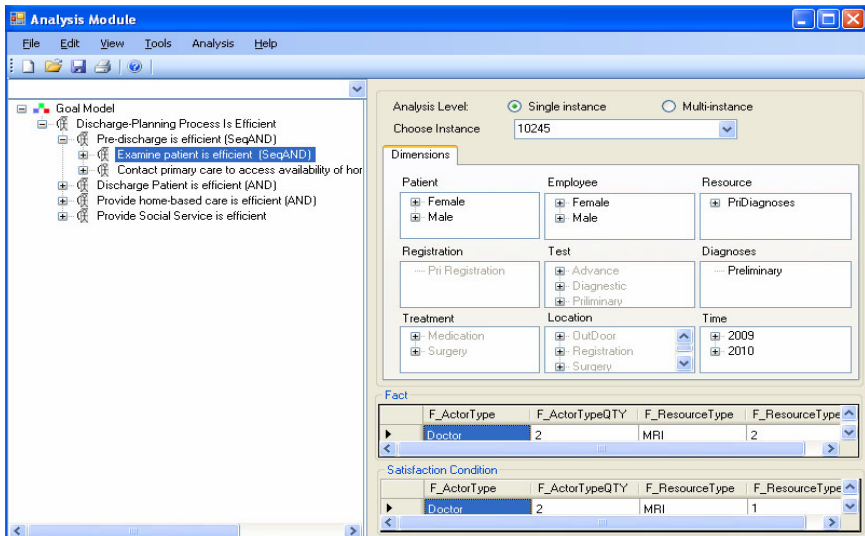 Analysis Module
File Edit View Tools Analysis Help
Goal Model
Discharge-Planning Process Is Efficient
Pre-discharge is efficient (SeqAND)
Examine patient is efficient (SeqAND)
Contact primary care to access availability of hor
Discharge Patient is efficient (AND)
Provide home-based care is efficient (AND)
Provide Social Service is efficient
Analysis Level: Single instance Multi-instance
Choose Instance 10245
Dimensions
Patient Employee Resource
Female Female PriDiagnoses
Male Male
Registration Test Diagnoses
Pri Registration Advance Preliminary
Diagnostic
Priliminary
Treatment Location Time
Medication OutDoor 2009
Surgery Registration 2010
Surgery
Fact
F_ActorType F_ActorTypeQTY F_ResourceType F_ResourceType
Doctor 2 MRI 2
Satisfaction Condition
F_ActorType F_ActorTypeQTY F_ResourceType F_ResourceType
Doctor 2 MRI 1